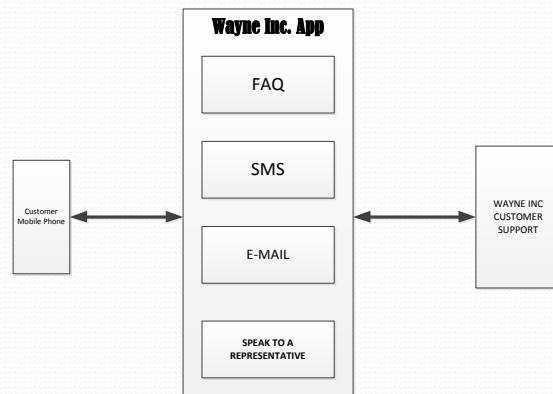 Wayne Inc. App
FAQ
SMS
E-MAIL
SPEAK TO A
REPRESENTATIVE
Customer
Mobile Phone
WAYNE INC
CUSTOMER
SUPPORT